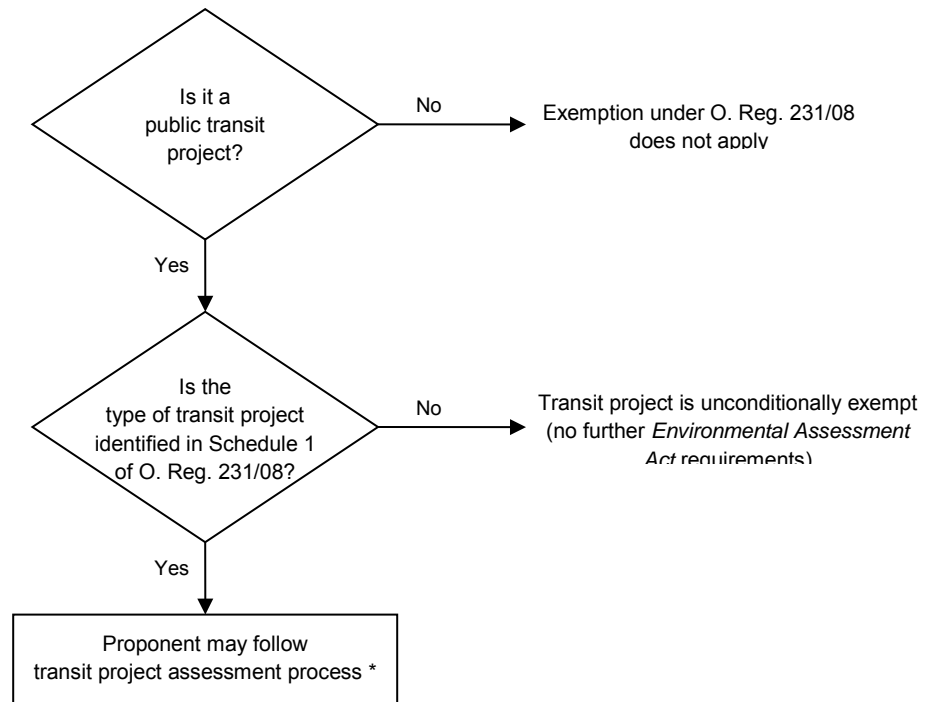 Is it a
public transit
project?
No
Exemption under O. Reg. 231/08
does not apply
Yes
Is the
type of transit project
identified in Schedule 1
of O. Reg. 231/08?
No
Transit project is unconditionally exempt
(no further Environmental Assessment
Act requirements)
Yes
Proponent may follow
transit project assessment process *